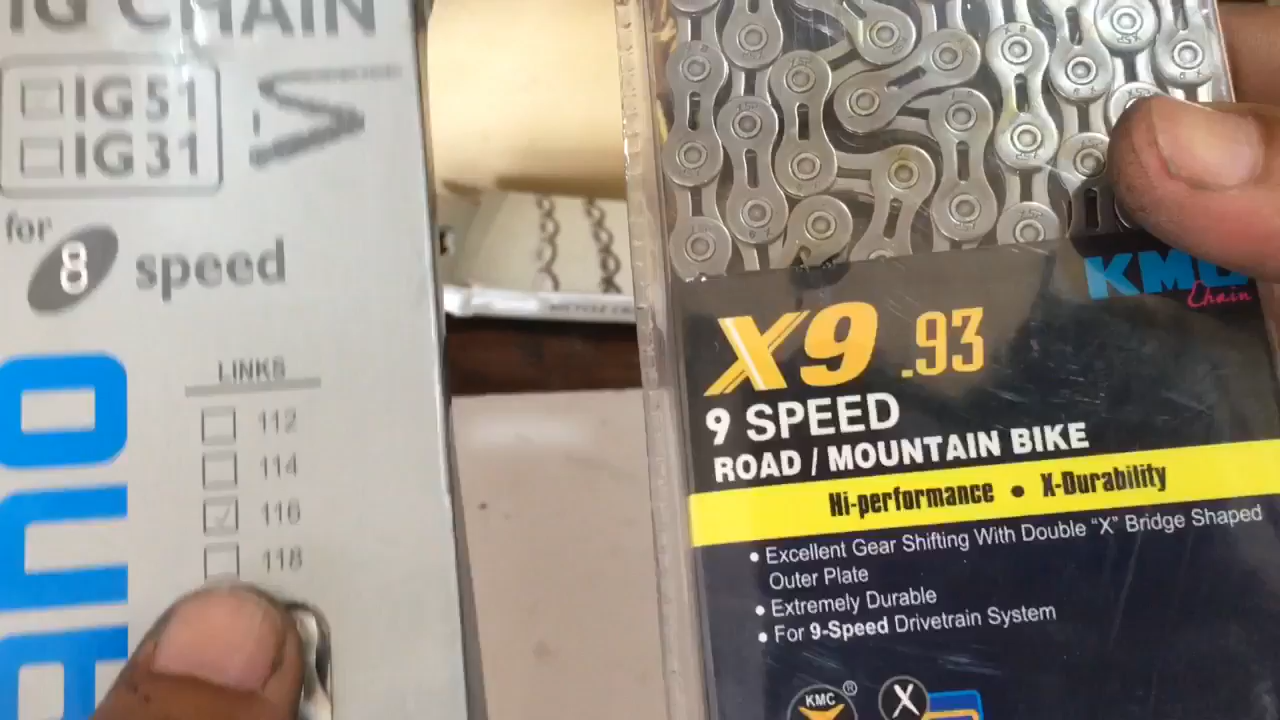 IG CHAIN
IG51
IG31
for
8 speed
LINKS
112
114
116
118
KMC
Chain
X9 .93
9 SPEED
ROAD / MOUNTAIN BIKE
Hi-performance • X-Durability
• Excellent Gear Shifting With Double “X” Bridge Shaped
Outer Plate
• Extremely Durable
• For 9-Speed Drivetrain System
KMC ®
X